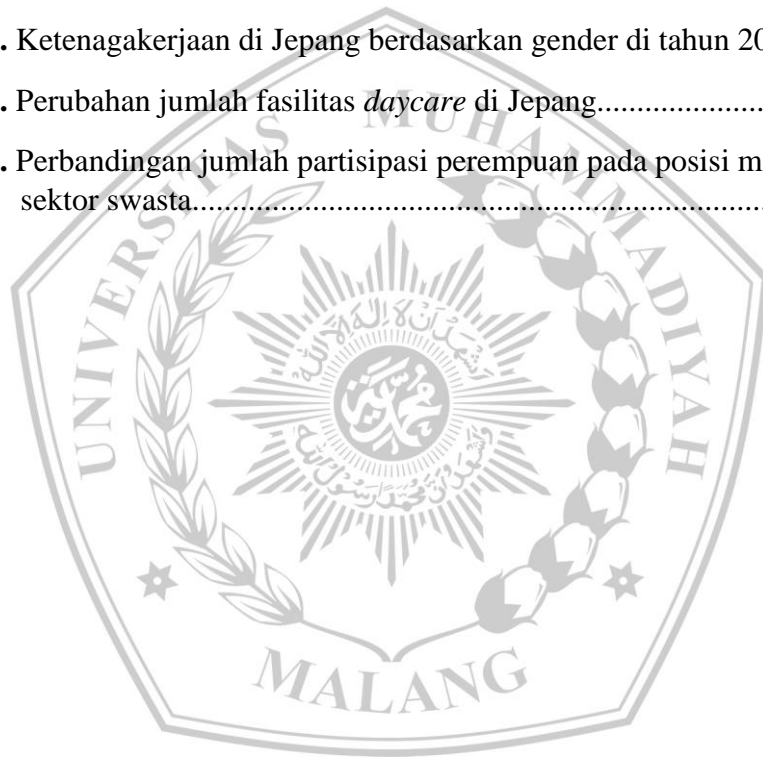 . Ketenagakerjaan di Jepang berdasarkan gender di tahun 20
. Perubahan jumlah fasilitas daycare di Jepang.....................
. Perbandingan jumlah partisipasi perempuan pada posisi m
sektor swasta.........................................................................
UNIVERSITAS MUHAMMADIYAH
MALANG